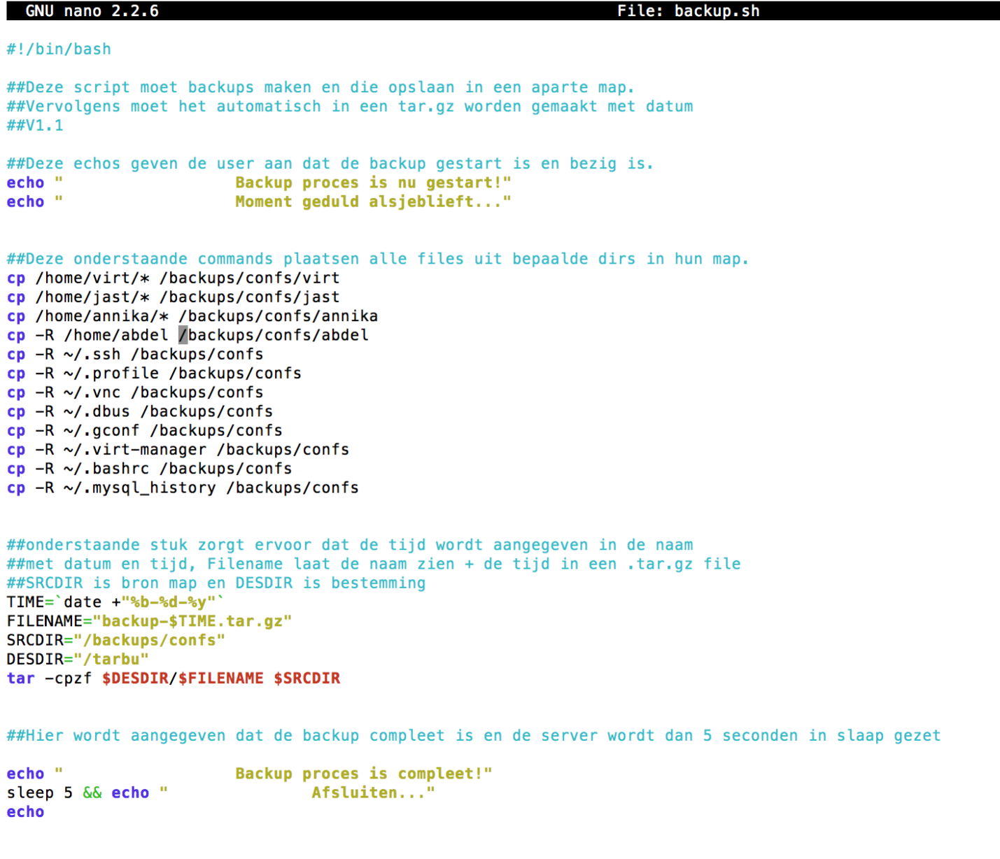 GNU nano 2.2.6 File: backup.sh
#!/bin/bash
##Deze script moet backups maken en die opslaan in een aparte map.
##Vervolgens moet het automatisch in een tar.gz worden gemaakt met datum
##V1.1
##Deze echos geven de user aan dat de backup gestart is en bezig is.
echo "                  Backup proces is nu gestart!"
echo "                  Moment geduld alsjeblieft..."
##Deze onderstaande commands plaatsen alle files uit bepaalde dirs in hun map.
cp /home/virt/* /backups/confs/virt
cp /home/jast/* /backups/confs/jast
cp /home/annika/* /backups/confs/annika
cp -R /home/abdel /backups/confs/abdel
cp -R ~/.ssh /backups/confs
cp -R ~/.profile /backups/confs
cp -R ~/.vnc /backups/confs
cp -R ~/.dbus /backups/confs
cp -R ~/.gconf /backups/confs
cp -R ~/.virt-manager /backups/confs
cp -R ~/.bashrc /backups/confs
cp -R ~/.mysql_history /backups/confs
##onderstaande stuk zorgt ervoor dat de tijd wordt aangegeven in de naam
##met datum en tijd, Filename laat de naam zien + de tijd in een .tar.gz file
##SRCDIR is bron map en DESDIR is bestemming
TIME=`date +"%b-%d-%y"`
FILENAME="backup-$TIME.tar.gz"
SRCDIR="/backups/confs"
DESDIR="/tarbu"
tar -cpzf $DESDIR/$FILENAME $SRCDIR
##Hier wordt aangegeven dat de backup compleet is en de server wordt dan 5 seconden in slaap gezet
echo "                  Backup proces is compleet!"
sleep 5 && echo "               Afsluiten..."
echo